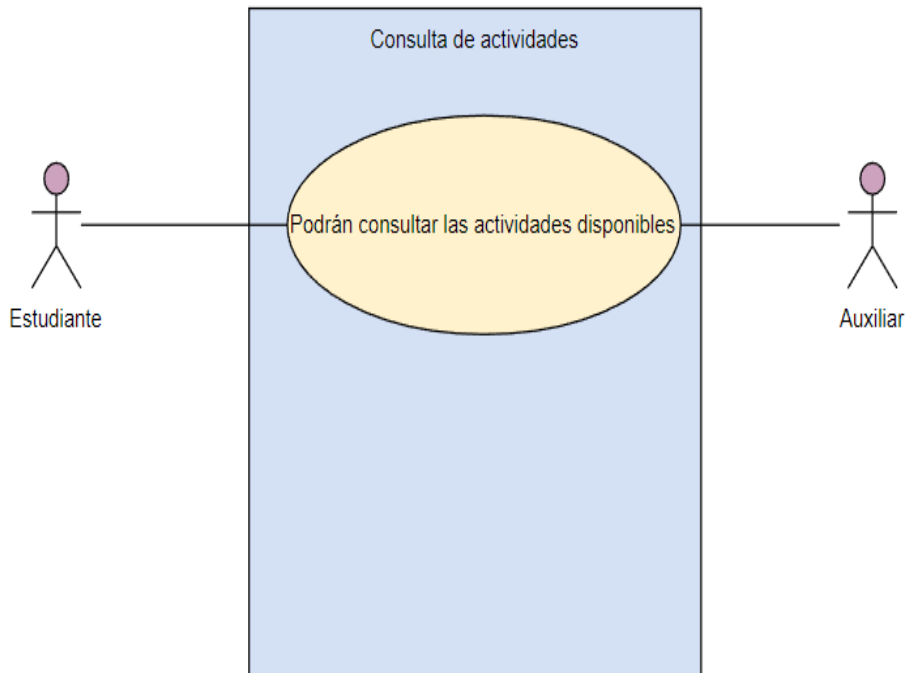 Consulta de actividades
Podrán consultar las actividades disponibles
Estudiante
Auxiliar